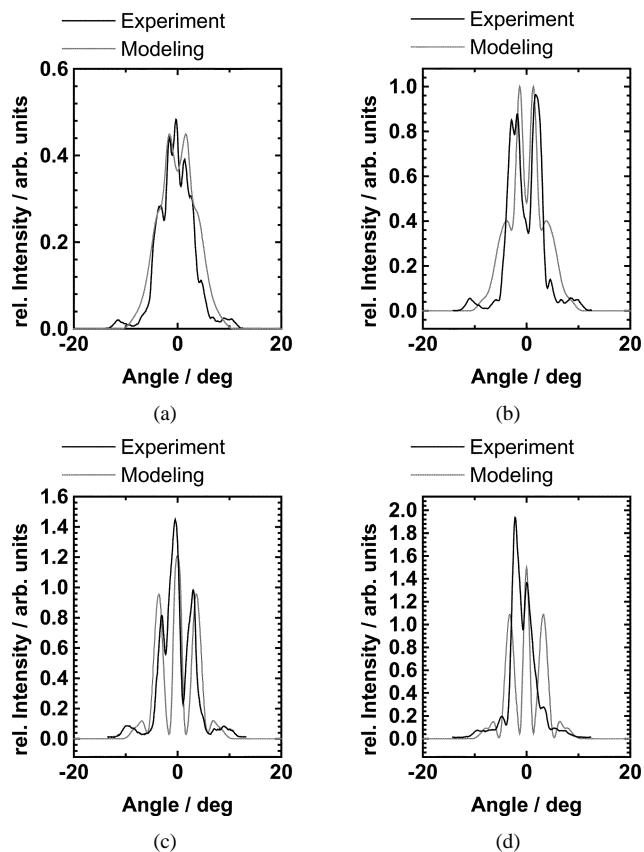 Experiment
Modeling
0.6
0.4
0.2
0.0
-20
0
20
rel. Intensity / arb. units
Angle / deg
(a)
Experiment
Modeling
1.0
0.8
0.6
0.4
0.2
0.0
-20
0
20
rel. Intensity / arb. units
Angle / deg
(b)
Experiment
Modeling
1.6
1.4
1.2
1.0
0.8
0.6
0.4
0.2
0.0
-20
0
20
rel. Intensity / arb. units
Angle / deg
(c)
Experiment
Modeling
2.0
1.8
1.6
1.4
1.2
1.0
0.8
0.6
0.4
0.2
0.0
-20
0
20
rel. Intensity / arb. units
Angle / deg
(d)